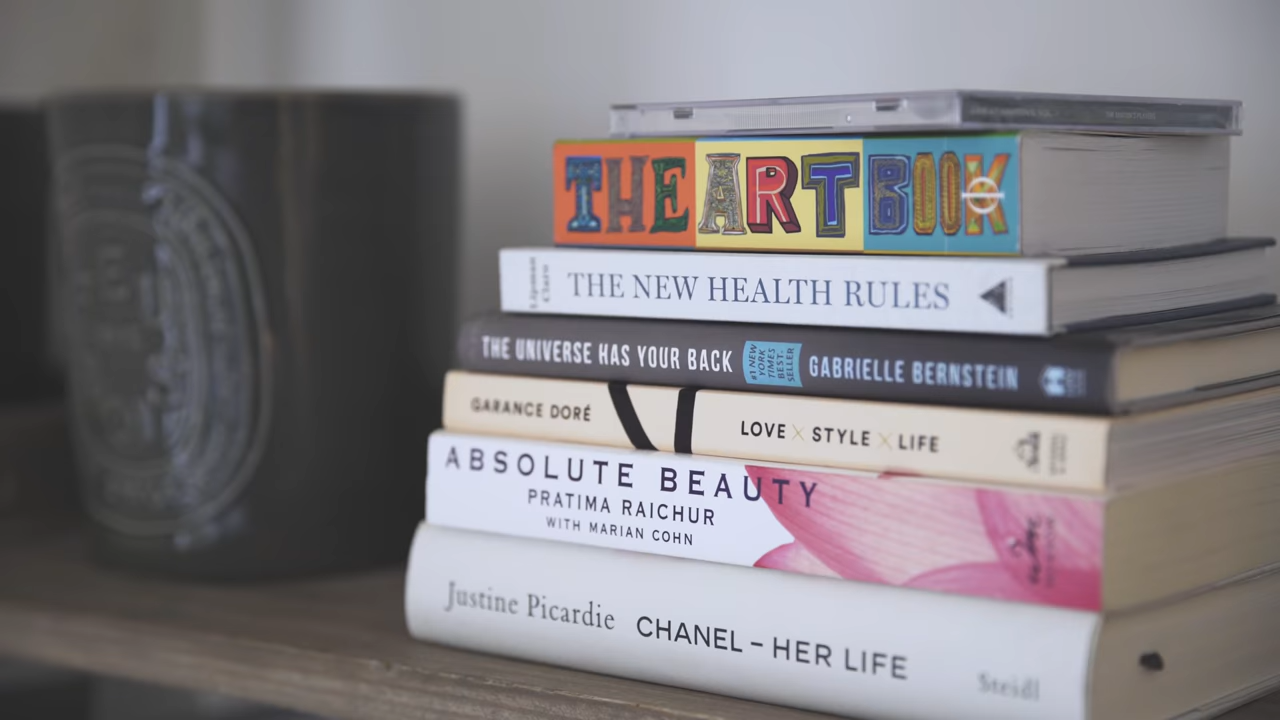 THE ART BOOK
Lipman
Claro
THE NEW HEALTH RULES
THE UNIVERSE HAS YOUR BACK
#1 NEW
YORK
TIMES
BEST-
SELLER
GABRIELLE BERNSTEIN
GARANCE DORÉ
LOVE × STYLE × LIFE
ABSOLUTE BEAUTY
PRATIMA RAICHUR
WITH MARIAN COHN
Justine Picardie CHANEL – HER LIFE
Steidl